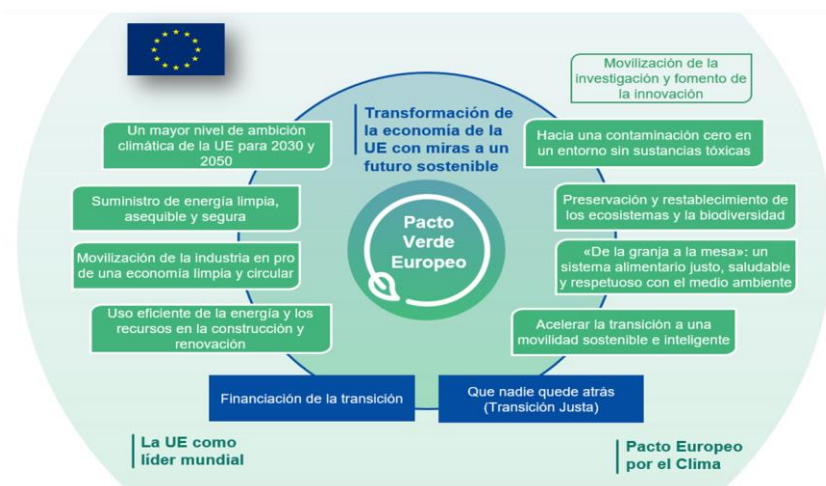 Movilización de la
investigación y fomento de
la innovación
Transformación de
la economía de la
UE con miras a un
futuro sostenible
Un mayor nivel de ambición
climática de la UE para 2030 y
2050
Hacia una contaminación cero en
un entorno sin sustancias tóxicas
Suministro de energía limpia,
asequible y segura
Preservación y restablecimiento de
los ecosistemas y la biodiversidad
Pacto
Verde
Europeo
Movilización de la industria en pro
de una economía limpia y circular
«De la granja a la mesa»: un
sistema alimentario justo, saludable
y respetuoso con el medio ambiente
Uso eficiente de la energía y los
recursos en la construcción y
renovación
Acelerar la transición a una
movilidad sostenible e inteligente
Financiación de la transición
Que nadie quede atrás
(Transición Justa)
La UE como
líder mundial
Pacto Europeo
por el Clima